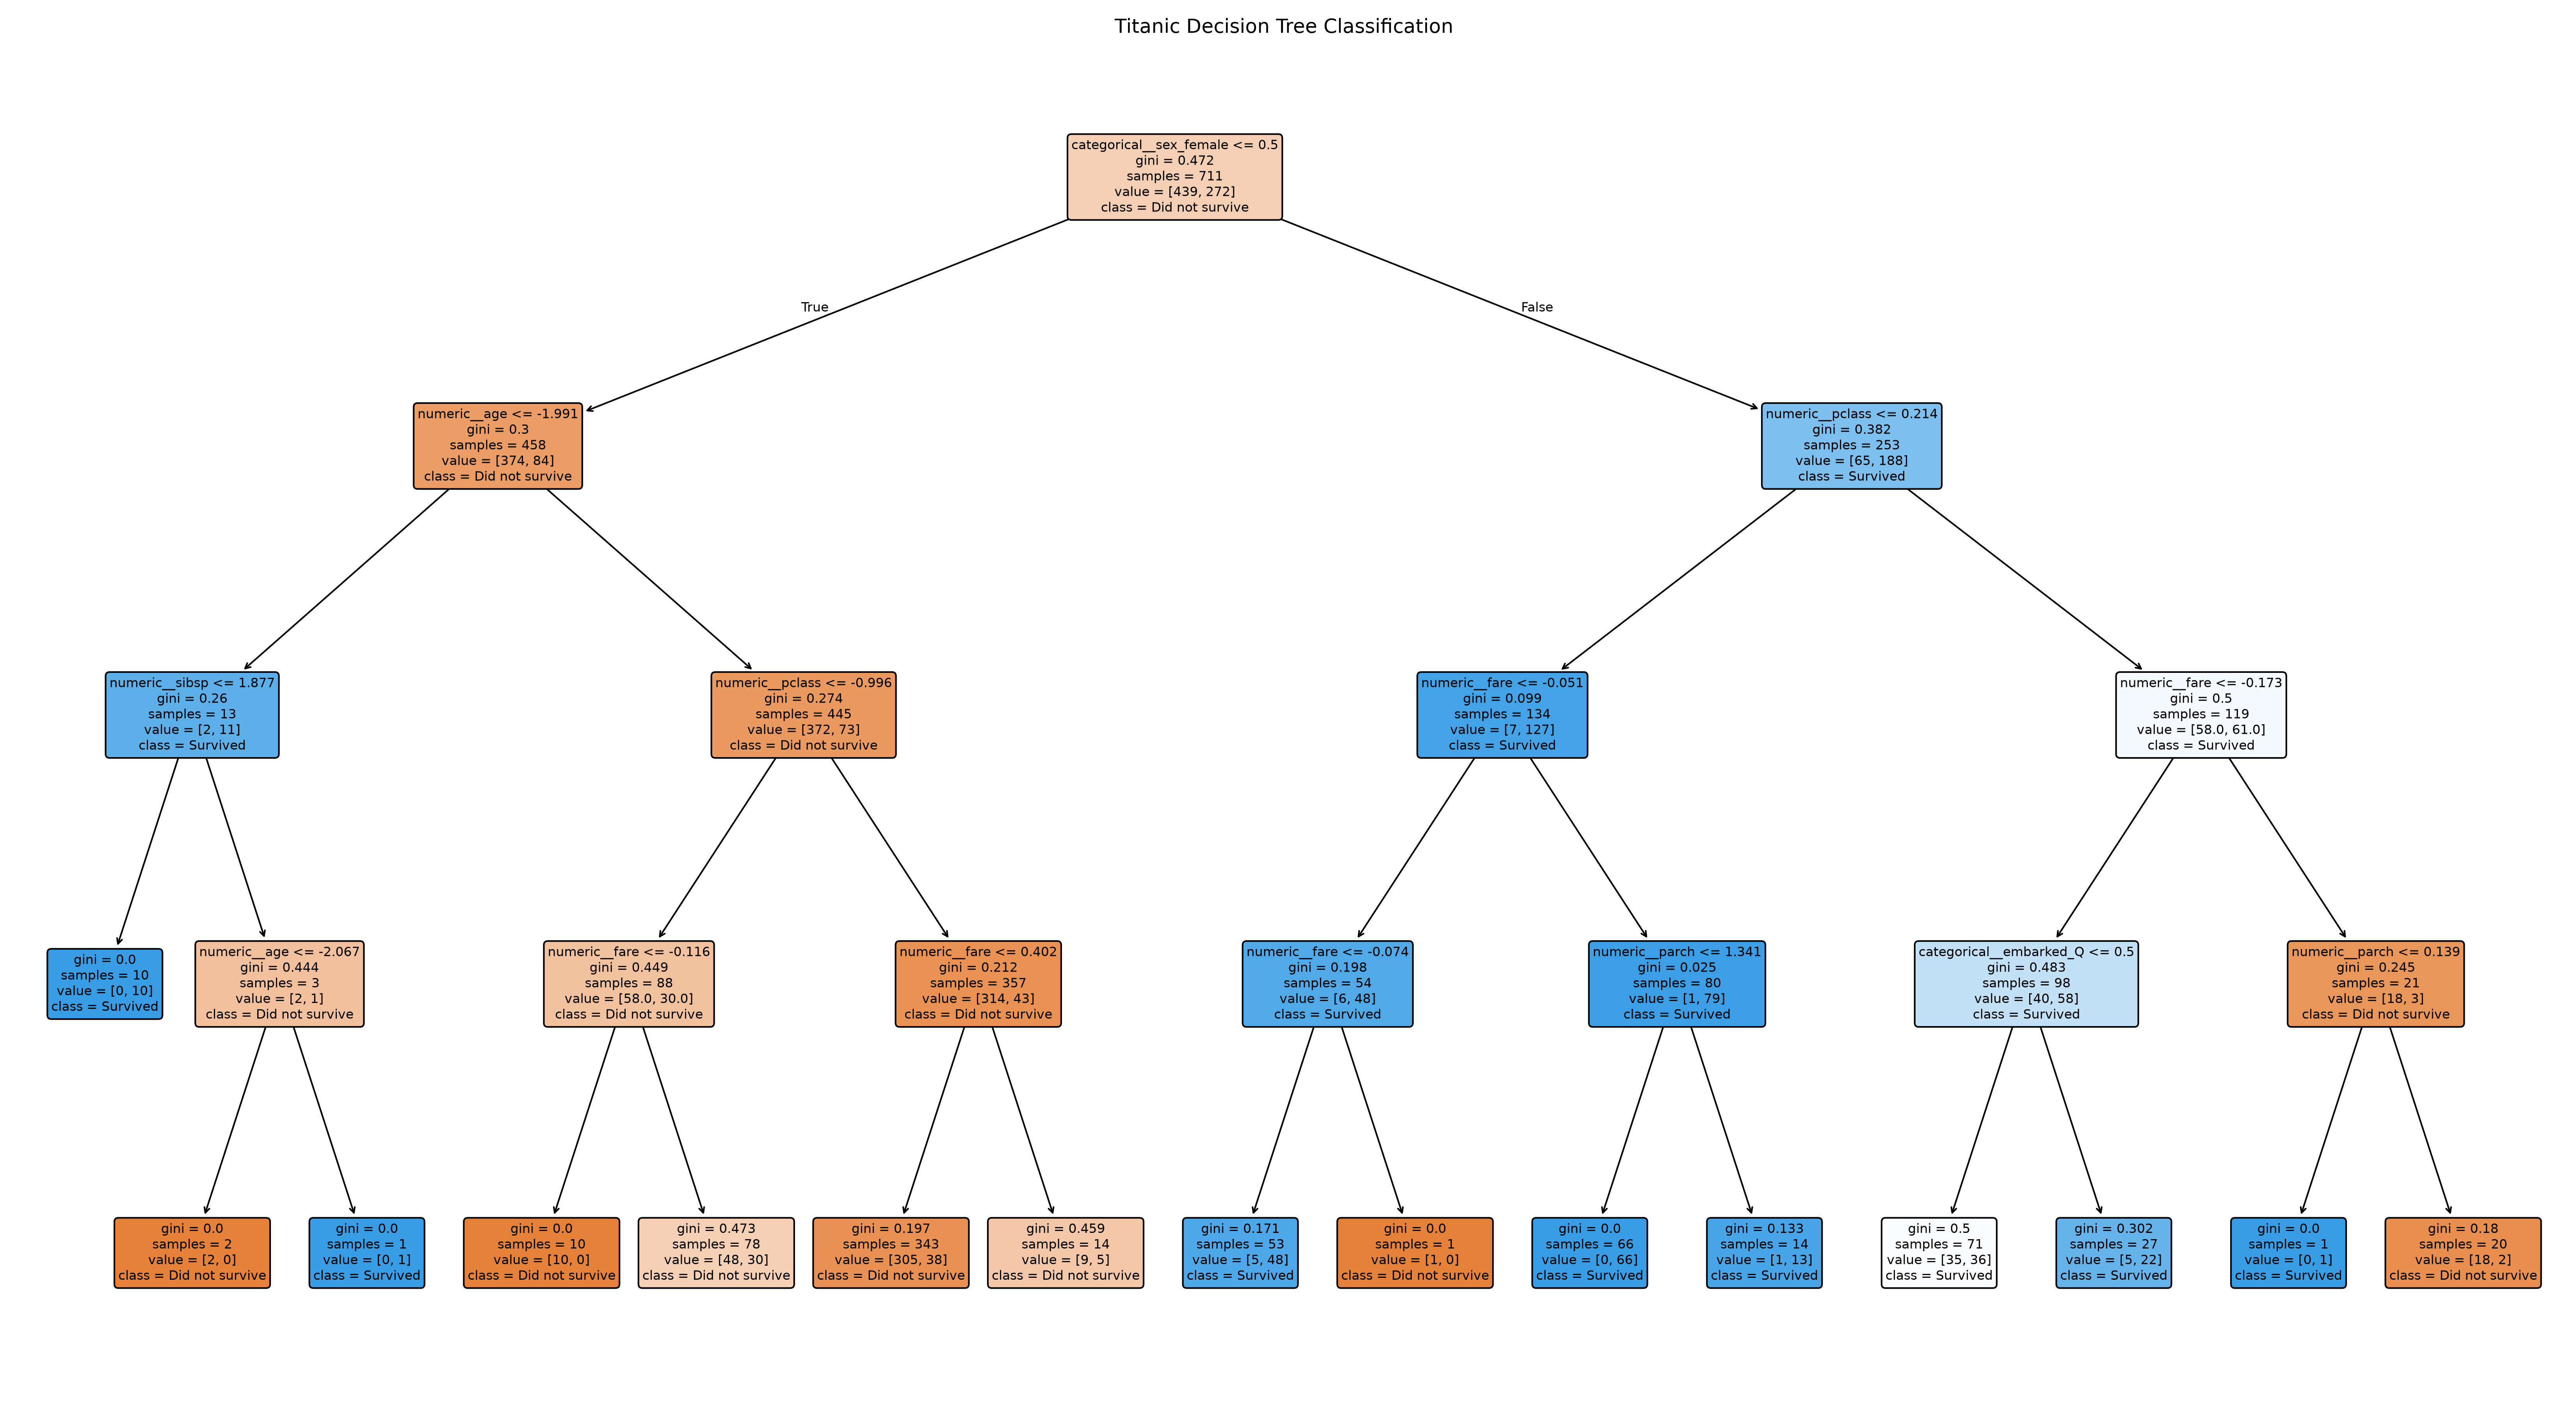 Titanic Decision Tree Classification
categorical__sex_female <= 0.5
gini = 0.472
samples = 711
value = [439, 272]
class = Did not survive
True
False
numeric__age <= -1.991
gini = 0.3
samples = 458
value = [374, 84]
class = Did not survive
numeric__pclass <= 0.214
gini = 0.382
samples = 253
value = [65, 188]
class = Survived
numeric__sibsp <= 1.877
gini = 0.26
samples = 13
value = [2, 11]
class = Survived
numeric__pclass <= -0.996
gini = 0.274
samples = 445
value = [372, 73]
class = Did not survive
numeric__fare <= -0.051
gini = 0.099
samples = 134
value = [7, 127]
class = Survived
numeric__fare <= -0.173
gini = 0.5
samples = 119
value = [58.0, 61.0]
class = Survived
gini = 0.0
samples = 10
value = [0, 10]
class = Survived
numeric__age <= -2.067
gini = 0.444
samples = 3
value = [2, 1]
class = Did not survive
numeric__fare <= -0.116
gini = 0.449
samples = 88
value = [58.0, 30.0]
class = Did not survive
numeric__fare <= 0.402
gini = 0.212
samples = 357
value = [314, 43]
class = Did not survive
numeric__fare <= -0.074
gini = 0.198
samples = 54
value = [6, 48]
class = Survived
numeric__parch <= 1.341
gini = 0.025
samples = 80
value = [1, 79]
class = Survived
categorical__embarked_Q <= 0.5
gini = 0.483
samples = 98
value = [40, 58]
class = Survived
numeric__parch <= 0.139
gini = 0.245
samples = 21
value = [18, 3]
class = Did not survive
gini = 0.0
samples = 2
value = [2, 0]
class = Did not survive
gini = 0.0
samples = 1
value = [0, 1]
class = Survived
gini = 0.0
samples = 10
value = [10, 0]
class = Did not survive
gini = 0.473
samples = 78
value = [48, 30]
class = Did not survive
gini = 0.197
samples = 343
value = [305, 38]
class = Did not survive
gini = 0.459
samples = 14
value = [9, 5]
class = Did not survive
gini = 0.171
samples = 53
value = [5, 48]
class = Survived
gini = 0.0
samples = 1
value = [1, 0]
class = Did not survive
gini = 0.0
samples = 66
value = [0, 66]
class = Survived
gini = 0.133
samples = 14
value = [1, 13]
class = Survived
gini = 0.5
samples = 71
value = [35, 36]
class = Survived
gini = 0.302
samples = 27
value = [5, 22]
class = Survived
gini = 0.0
samples = 1
value = [0, 1]
class = Survived
gini = 0.18
samples = 20
value = [18, 2]
class = Did not survive